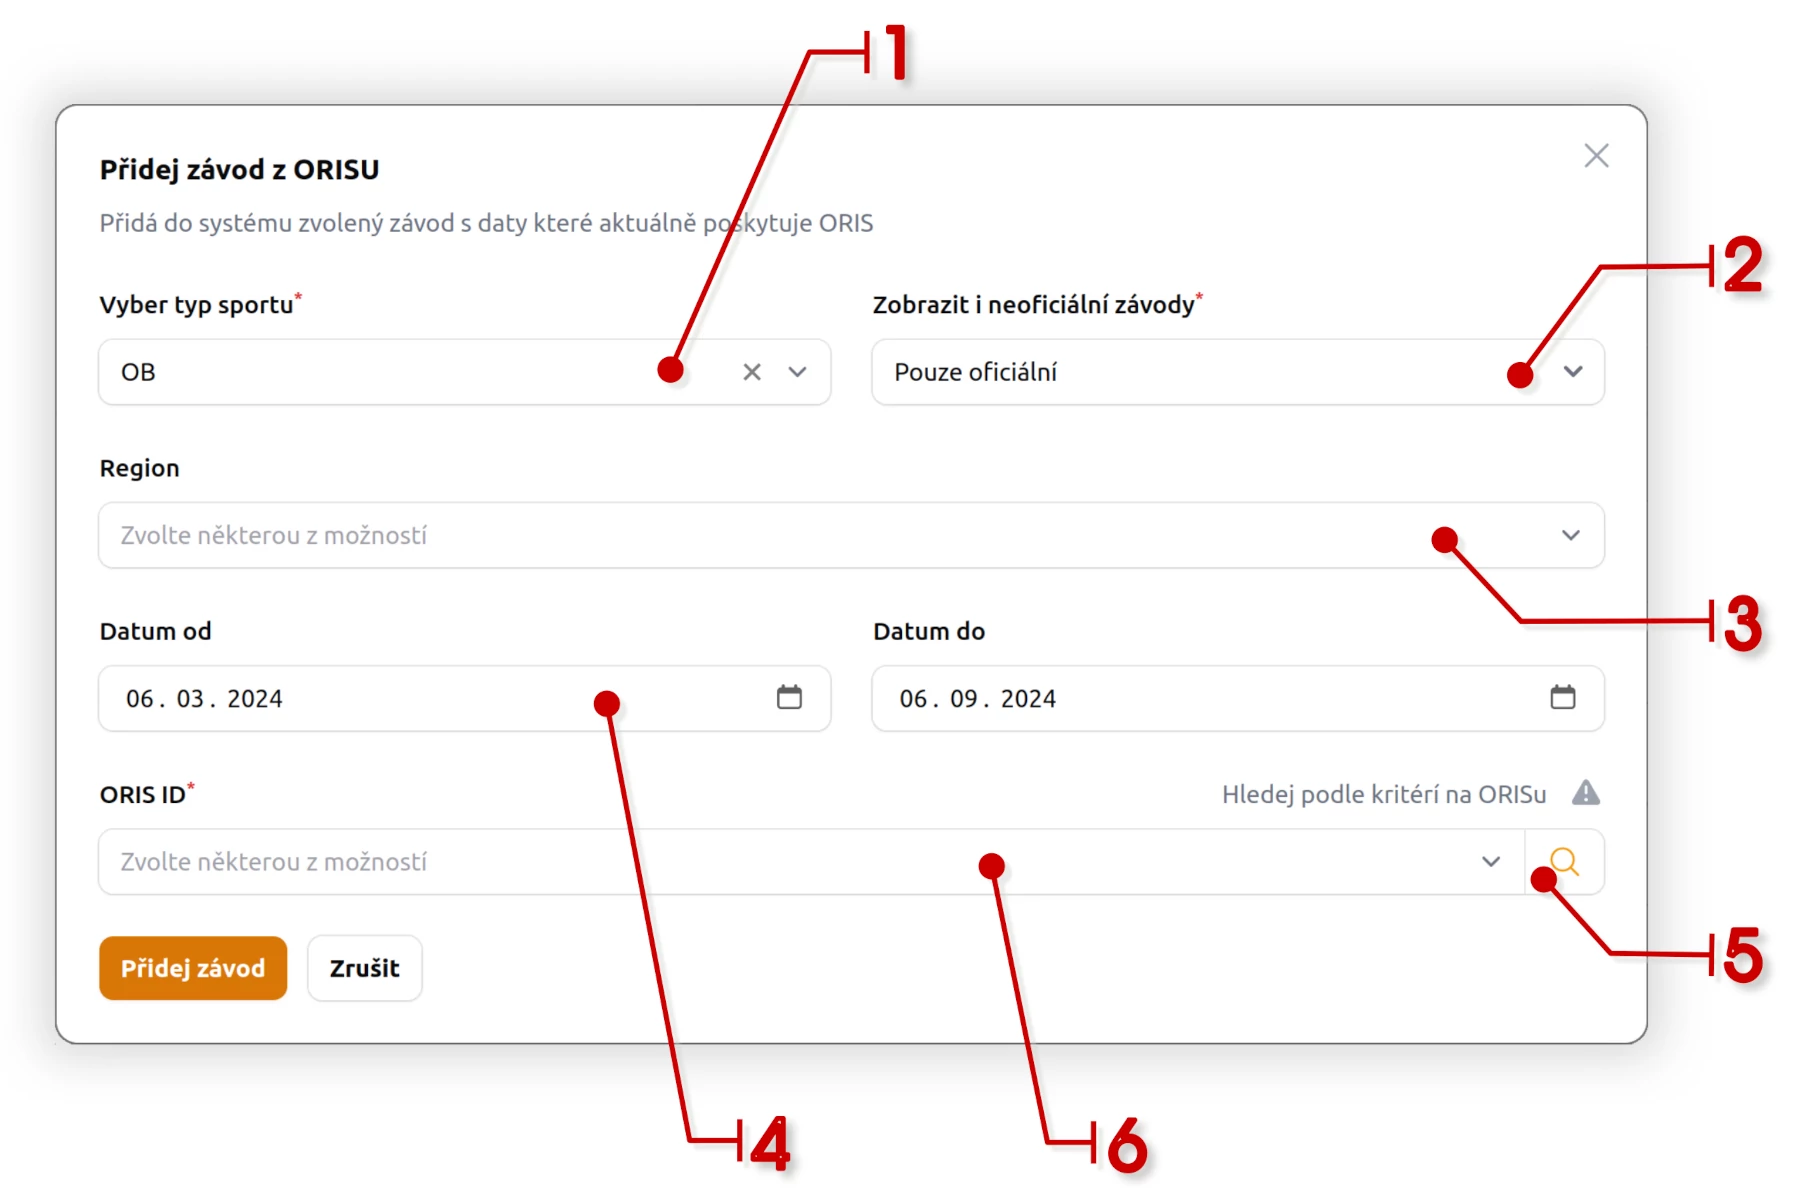 1
Přidej závod z ORISU
Přidá do systému zvolený závod s daty které aktuálně poskytuje ORIS
2
Vyber typ sportu*
Zobrazit i neoficiální závody*
OB
Pouze oficiální
Region
Zvolte některou z možností
3
Datum od
Datum do
06. 03. 2024
06. 09. 2024
ORIS ID*
Hledej podle kritérí na ORISu
Zvolte některou z možností
5
Přidej závod
Zrušit
4
6